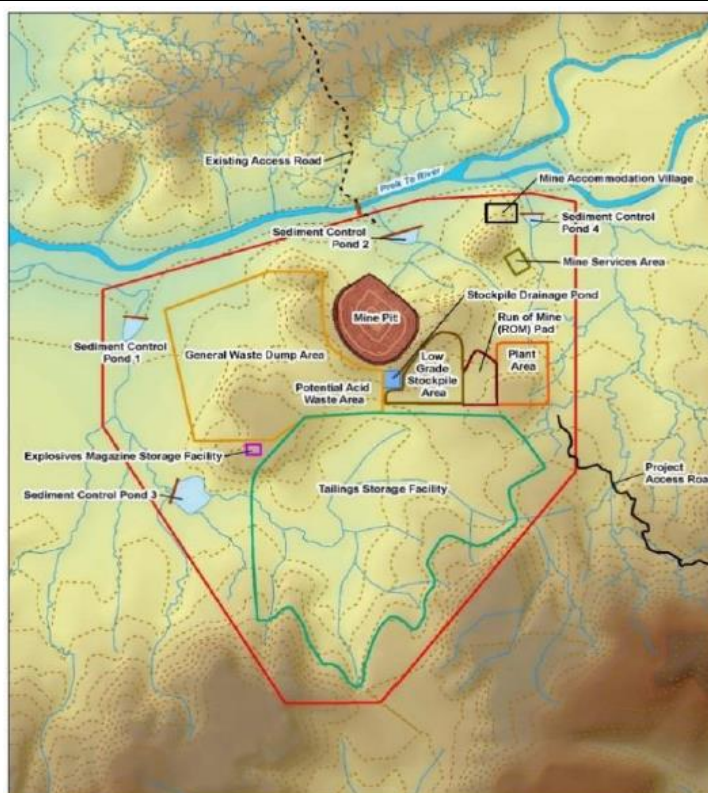 Existing Access Road
Prek Te River
Mine Accommodation Village
Sediment Control
Pond 2
Sediment Control
Pond 4
Mine Services Area
Stockpile Drainage Pond
Mine Pit
Run of Mine
(ROM) Pad
Sediment Control
Pond 1
General Waste Dump Area
Low
Grade
Stockpile
Area
Plant
Area
Potential Acid
Waste Area
Explosives Magazine Storage Facility
Project
Access Roa
Tailings Storage Facility
Sediment Control Pond 3